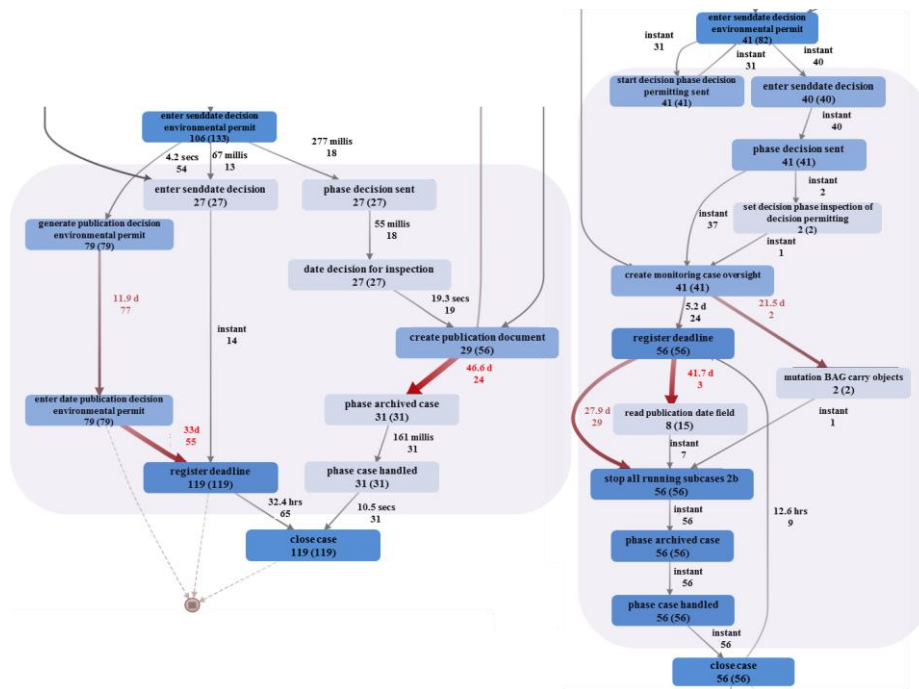 enter senddate decision
environmental permit
106 (133)
4.2 secs
54
67 millis
13
277 millis
18
enter senddate decision
27 (27)
phase decision sent
27 (27)
generate publication decision
environmental permit
79 (79)
55 millis
18
date decision for inspection
27 (27)
11.9 d
77
19.3 secs
19
instant
14
create publication document
29 (56)
46.6 d
24
enter date publication decision
environmental permit
79 (79)
phase archived case
31 (31)
33d
55
161 millis
31
register deadline
119 (119)
phase case handled
31 (31)
32.4 hrs
65
10.5 secs
31
close case
119 (119)
enter senddate decision
environmental permit
41 (82)
instant
31
instant
31
instant
40
start decision phase decision
permitting sent
41 (41)
enter senddate decision
40 (40)
instant
40
phase decision sent
41 (41)
instant
2
instant
37
set decision phase inspection of
decision permitting
2 (2)
instant
1
create monitoring case oversight
41 (41)
5.2 d
24
21.5 d
2
register deadline
56 (56)
41.7 d
3
mutation BAG carry objects
2 (2)
27.9 d
29
read publication date field
8 (15)
instant
1
instant
7
stop all running subcases 2b
56 (56)
instant
56
12.6 hrs
9
phase archived case
56 (56)
instant
56
phase case handled
56 (56)
instant
56
close case
56 (56)